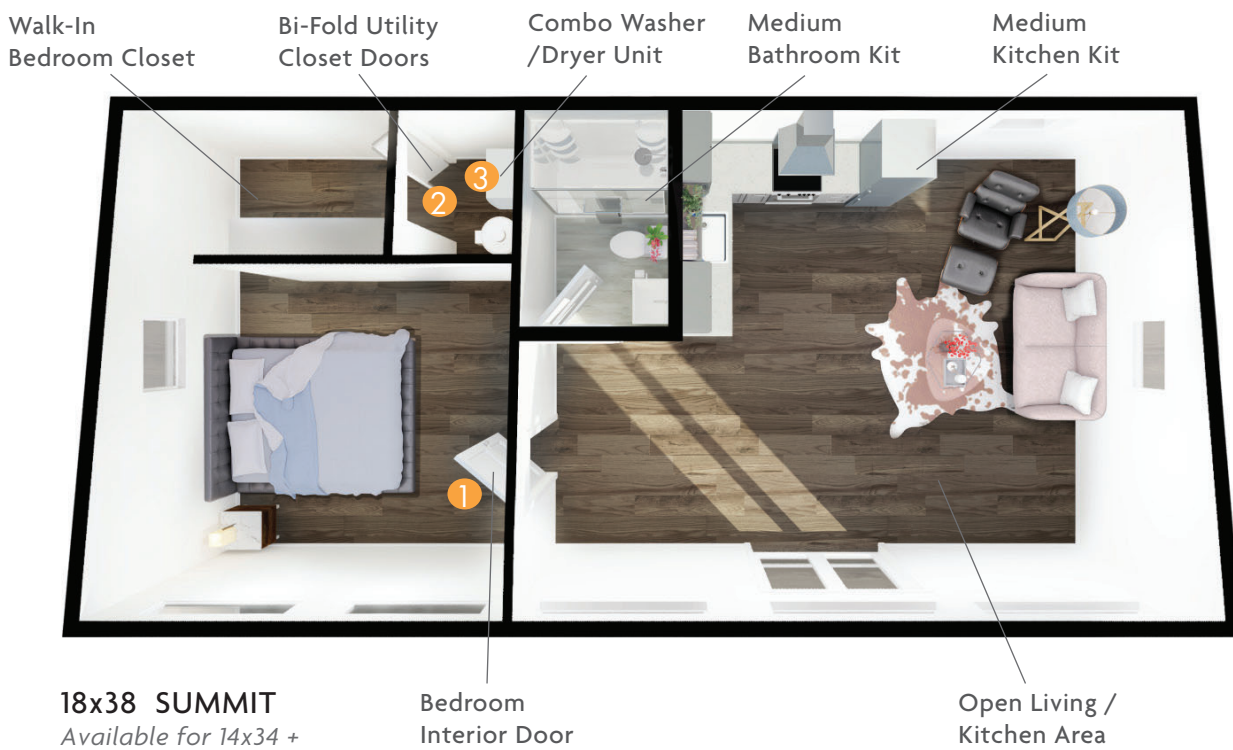 Walk-In
Bedroom Closet
Bi-Fold Utility
Closet Doors
Combo Washer
/Dryer Unit
Medium
Bathroom Kit
Medium
Kitchen Kit
2
3
1
18x38 SUMMIT
Available for 14x34 +
Bedroom
Interior Door
Open Living /
Kitchen Area